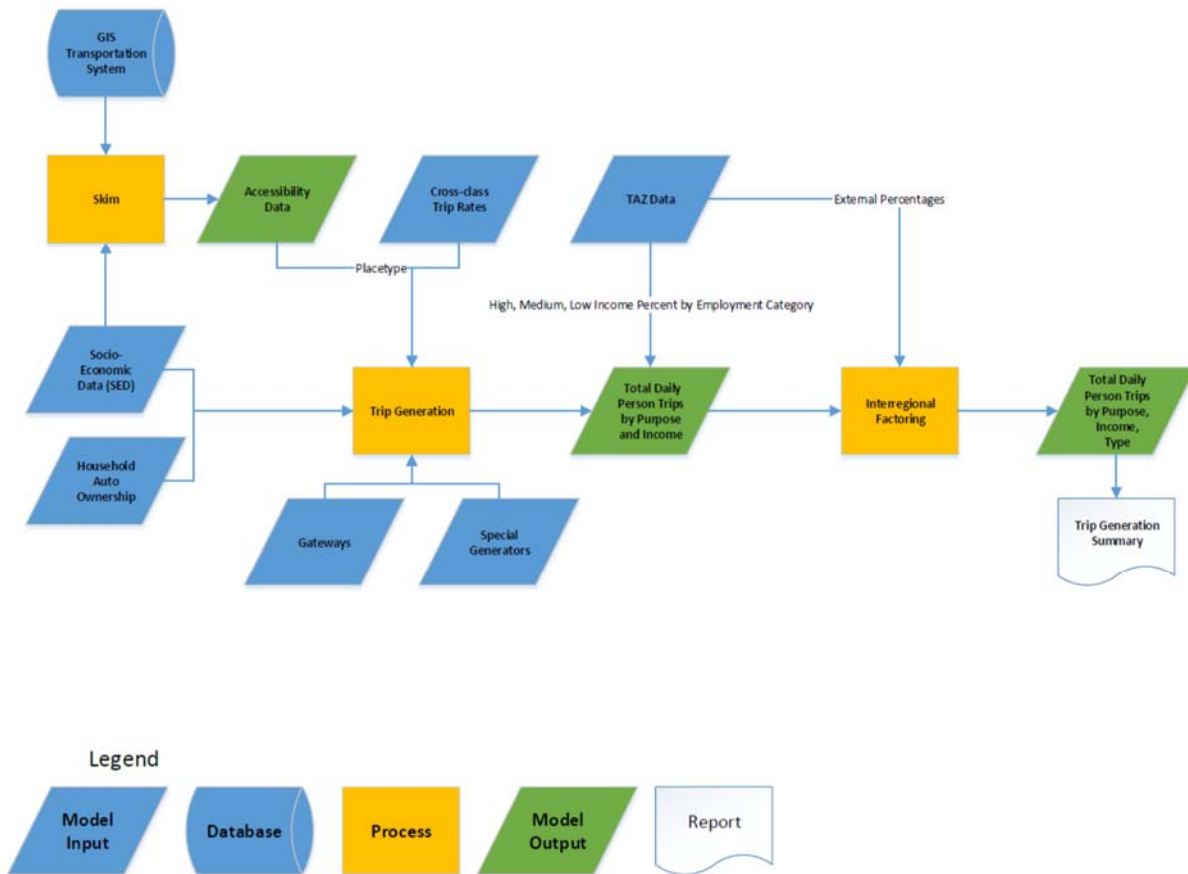 GIS
Transportation
System
Skim
Accessibility
Data
Cross-class
Trip Rates
TAZ Data
External Percentages
Placetype
High, Medium, Low Income Percent by Employment Category
Socio-
Economic
Data (SED)
Trip Generation
Total Daily
Person Trips
by Purpose
and Income
Interregional
Factoring
Total Daily
Person Trips
by Purpose,
Income,
Type
Household
Auto
Ownership
Gateways
Special
Generators
Trip Generation
Summary
Legend
Model
Input
Database
Process
Model
Output
Report